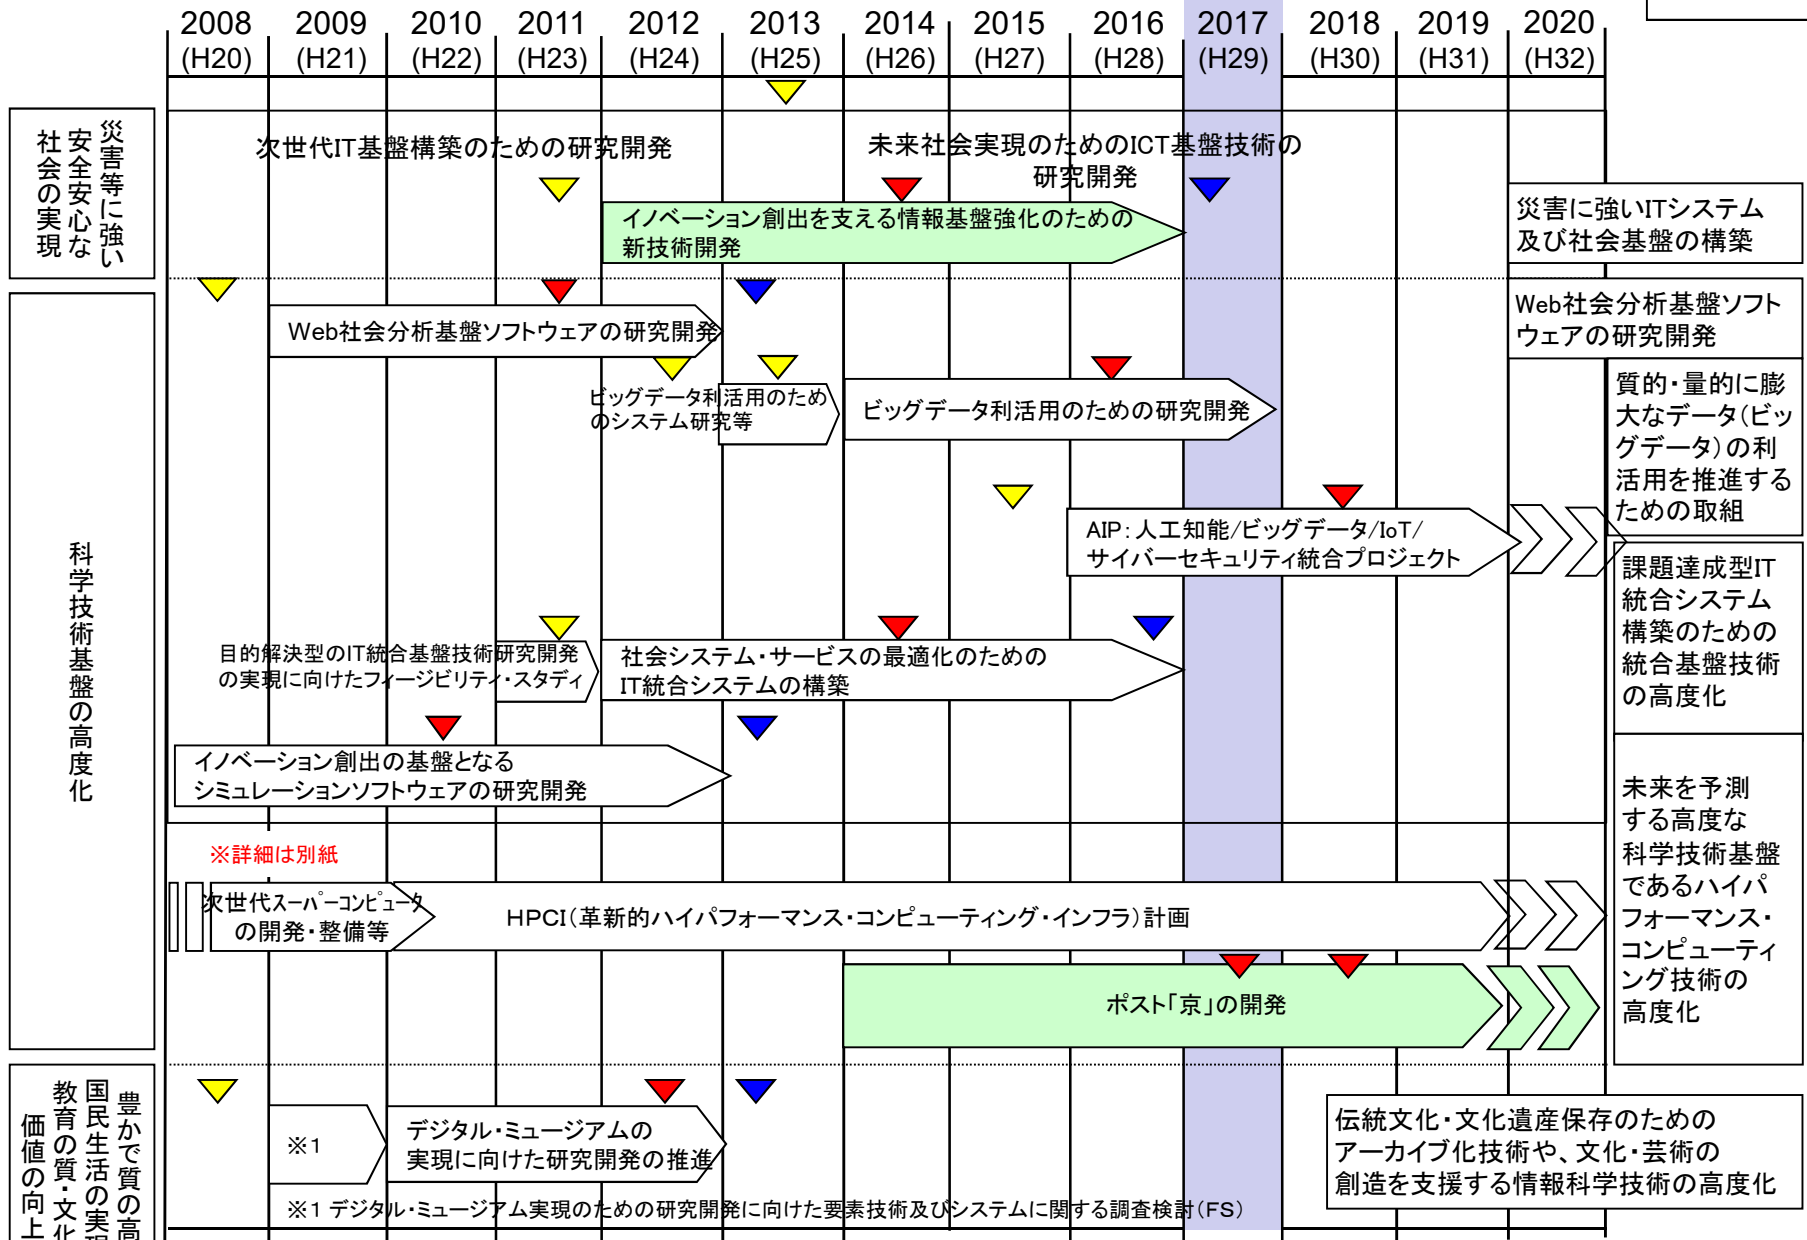 2008 2009 2010 2011 2012 2013 2014 2015 2016 2017 2018 2019 2020
(H20) (H21) (H22) (H23) (H24) (H25) (H26) (H27) (H28) (H29) (H30) (H31) (H32)
災害等に強い
安全安心な
社会の実現
次世代IT基盤構築のための研究開発
未来社会実現のためのICT基盤技術の
研究開発
イノベーション創出を支える情報基盤強化のための
新技術開発
災害に強いITシステム
及び社会基盤の構築
科学技術基盤の高度化
Web社会分析基盤ソフトウェアの研究開発
Web社会分析基盤ソフト
ウェアの研究開発
ビッグデータ利活用のため
のシステム研究等
ビッグデータ利活用のための研究開発
質的・量的に膨
大なデータ(ビッ
グデータ)の利
活用を推進する
ための取組
AIP:人工知能/ビッグデータ/IoT/
サイバーセキュリティ統合プロジェクト
目的解決型のIT統合基盤技術研究開発
の実現に向けたフィージビリティ・スタディ
社会システム・サービスの最適化のための
IT統合システムの構築
課題達成型IT
統合システム
構築のための
統合基盤技術
の高度化
イノベーション創出の基盤となる
シミュレーションソフトウェアの研究開発
※詳細は別紙
次世代スーパーコンピュータ
の開発・整備等
HPCI(革新的ハイパフォーマンス・コンピューティング・インフラ)計画
ポスト「京」の開発
未来を予測
する高度な
科学技術基盤
であるハイパ
フォーマンス・
コンピューティ
ング技術の
高度化
豊かで質の高
国民生活の実現
教育の質・文化
価値の向上
※1
デジタル・ミュージアムの
実現に向けた研究開発の推進
※1 デジタル・ミュージアム実現のための研究開発に向けた要素技術及びシステムに関する調査検討(FS)
伝統文化・文化遺産保存のための
アーカイブ化技術や、文化・芸術の
創造を支援する情報科学技術の高度化